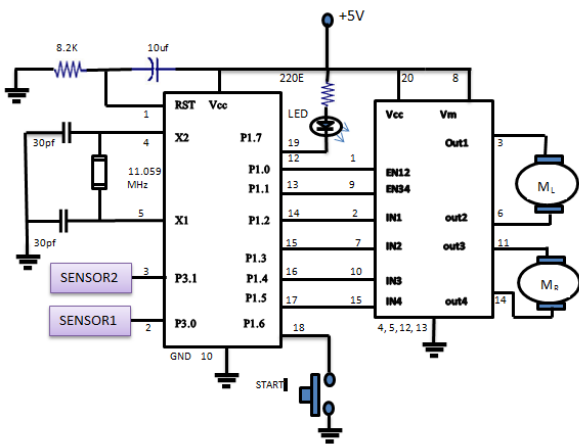 +5V
8.2K
10uf
220E
20
8
LED
1
RST
Vcc
Vcc
Vm
30pf
4
X2
P1.7
19
Out1
3
12
1
P1.0
EN12
11.059
MHz
P1.1
13
9
EN34
M L
5
X1
P1.2
14
2
IN1
out2
6
30pf
15
7
IN2
out3
11
P1.3
SENSOR2
3
P3.1
P1.4
16
10
IN3
M R
P1.5
17
15
IN4
out4
14
SENSOR1
2
P3.0
P1.6
18
4, 5, 12, 13
GND
10
START